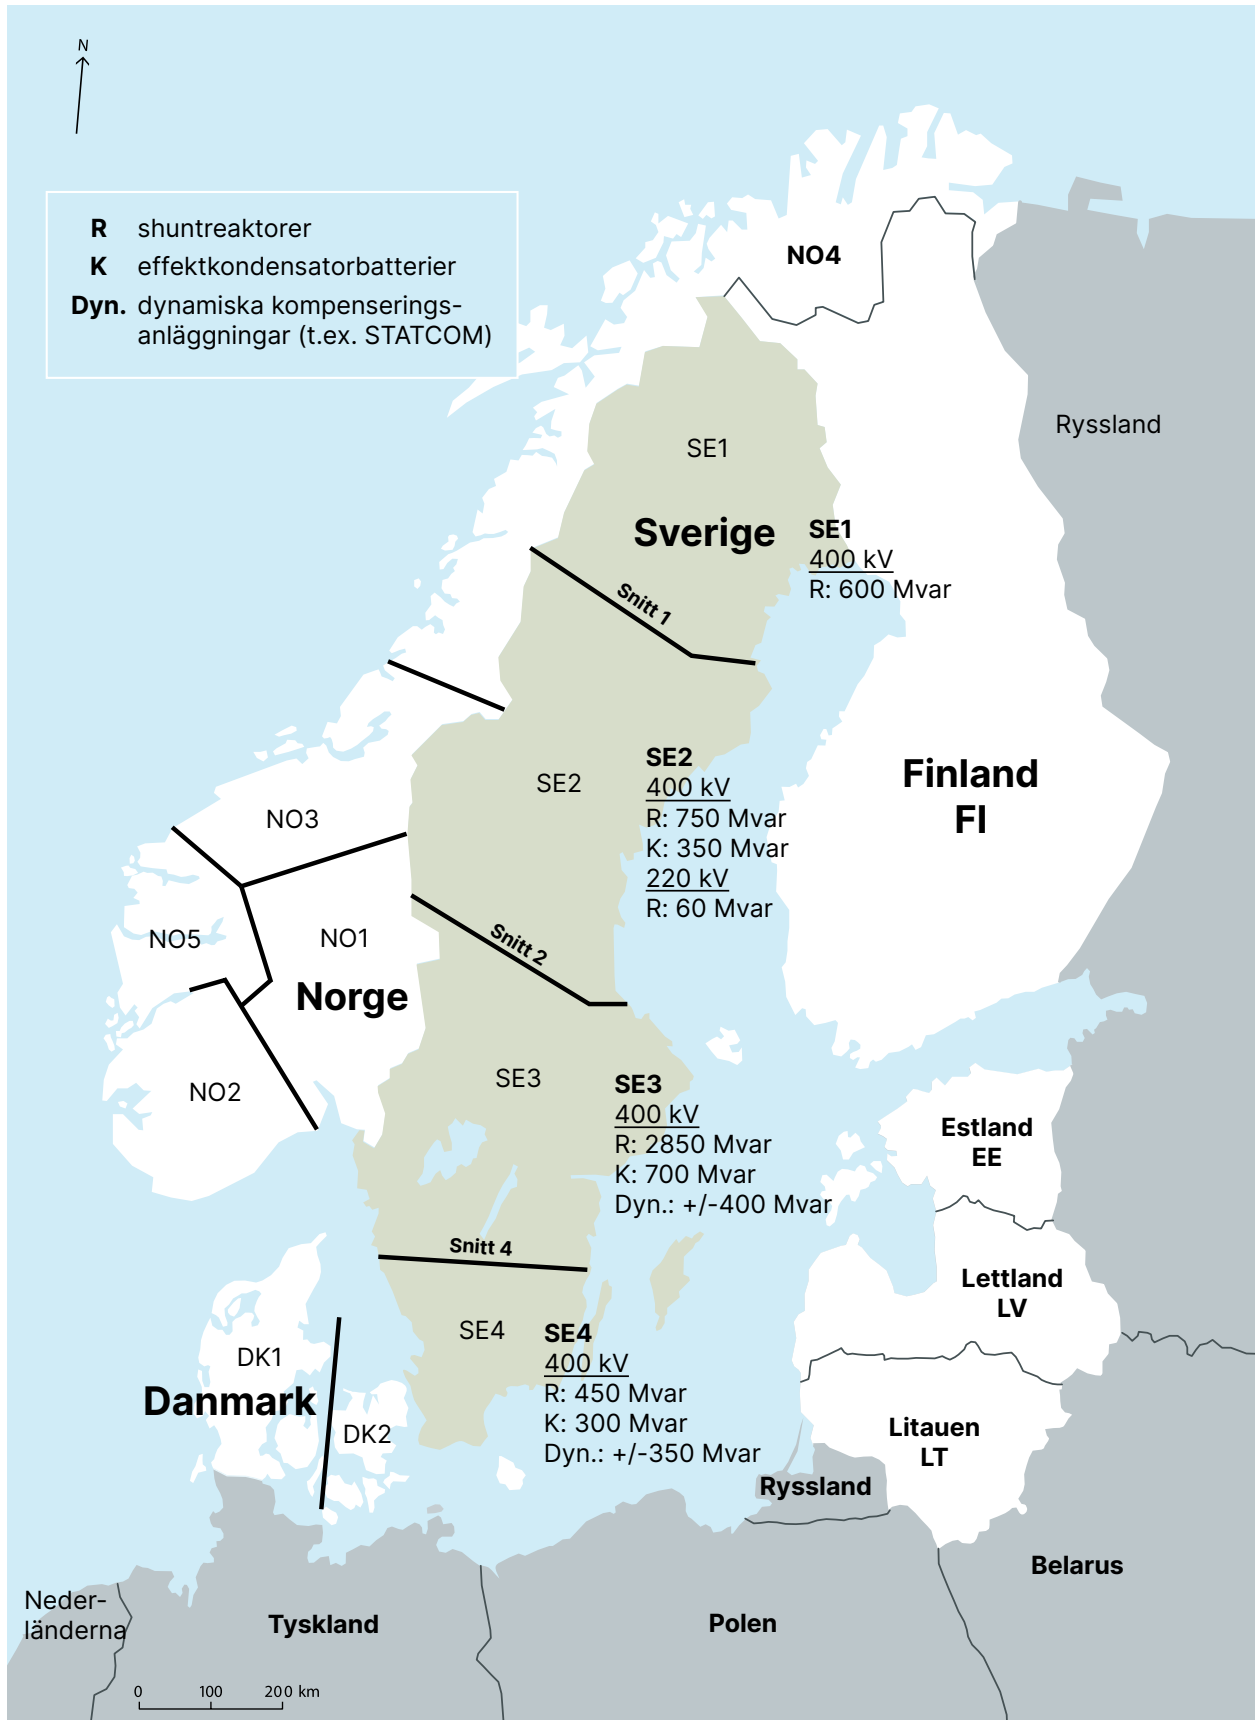 N
R shuntreaktorer
K effektkondensatorbatterier
Dyn. dynamiska kompenserings-
anläggningar (t.ex. STATCOM)
NO4
Ryssland
SE1
Sverige
SE1
400 kV
R: 600 Mvar
Snitt 1
SE2
SE2
400 kV
R: 750 Mvar
K: 350 Mvar
220 kV
R: 60 Mvar
Finland
FI
NO3
NO5
NO1
Norge
Snitt 2
NO2
SE3
SE3
400 kV
R: 2850 Mvar
K: 700 Mvar
Dyn.: +/-400 Mvar
Estland
EE
Snitt 4
Lettland
LV
SE4
SE4
400 kV
R: 450 Mvar
K: 300 Mvar
Dyn.: +/-350 Mvar
DK1
Danmark
DK2
Litauen
LT
Ryssland
Belarus
Neder-
länderna
Tyskland
Polen
0 100 200 km